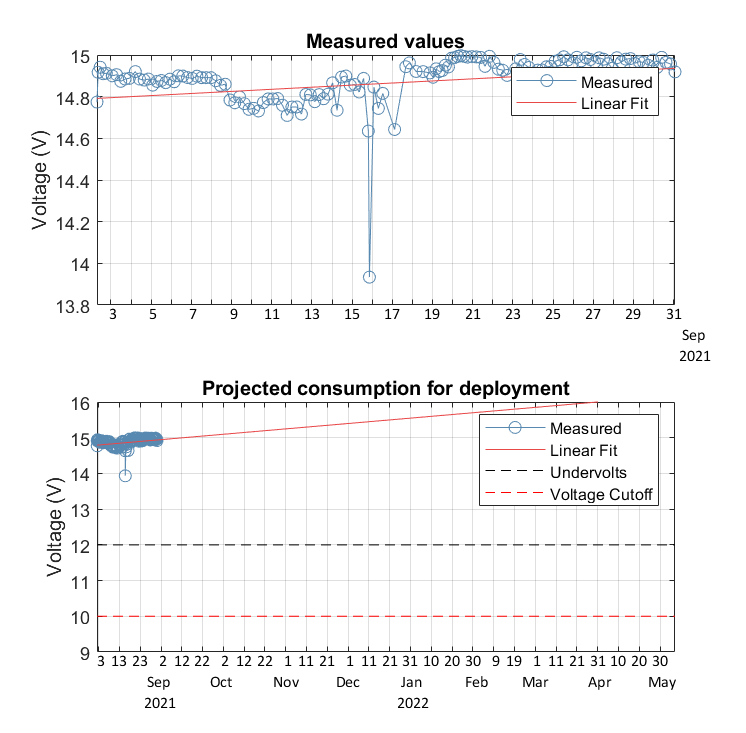 Measured values
15
14.8
14.6
14.4
14.2
14
13.8
Voltage (V)
Measured
Linear Fit
3 5 7 9 11 13 15 17 19 21 23 25 27 29 31
Sep
2021
Projected consumption for deployment
16
15
14
13
12
11
10
9
Voltage (V)
Measured
Linear Fit
Undervolts
Voltage Cutoff
3 13 23 2 12 22 2 12 22 1 11 21 1 11 21 31 10 20 30 9 19 1 11 21 31 10 20 30
Sep Oct Nov Dec Jan Feb Mar Apr May
2021 2022